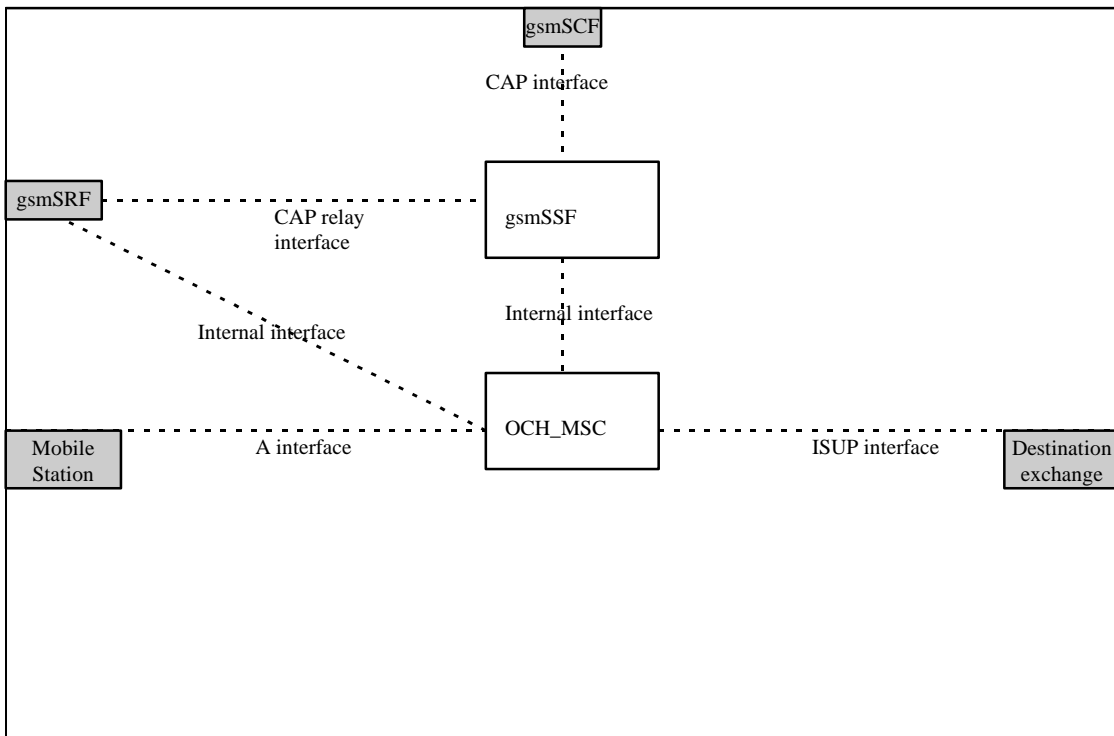 gsmSCF
CAP interface
gsmSRF
gsmSSF
CAP relay
interface
Internal interface
Internal interface
OCH_MSC
Mobile
Station
A interface
ISUP interface
Destination
exchange